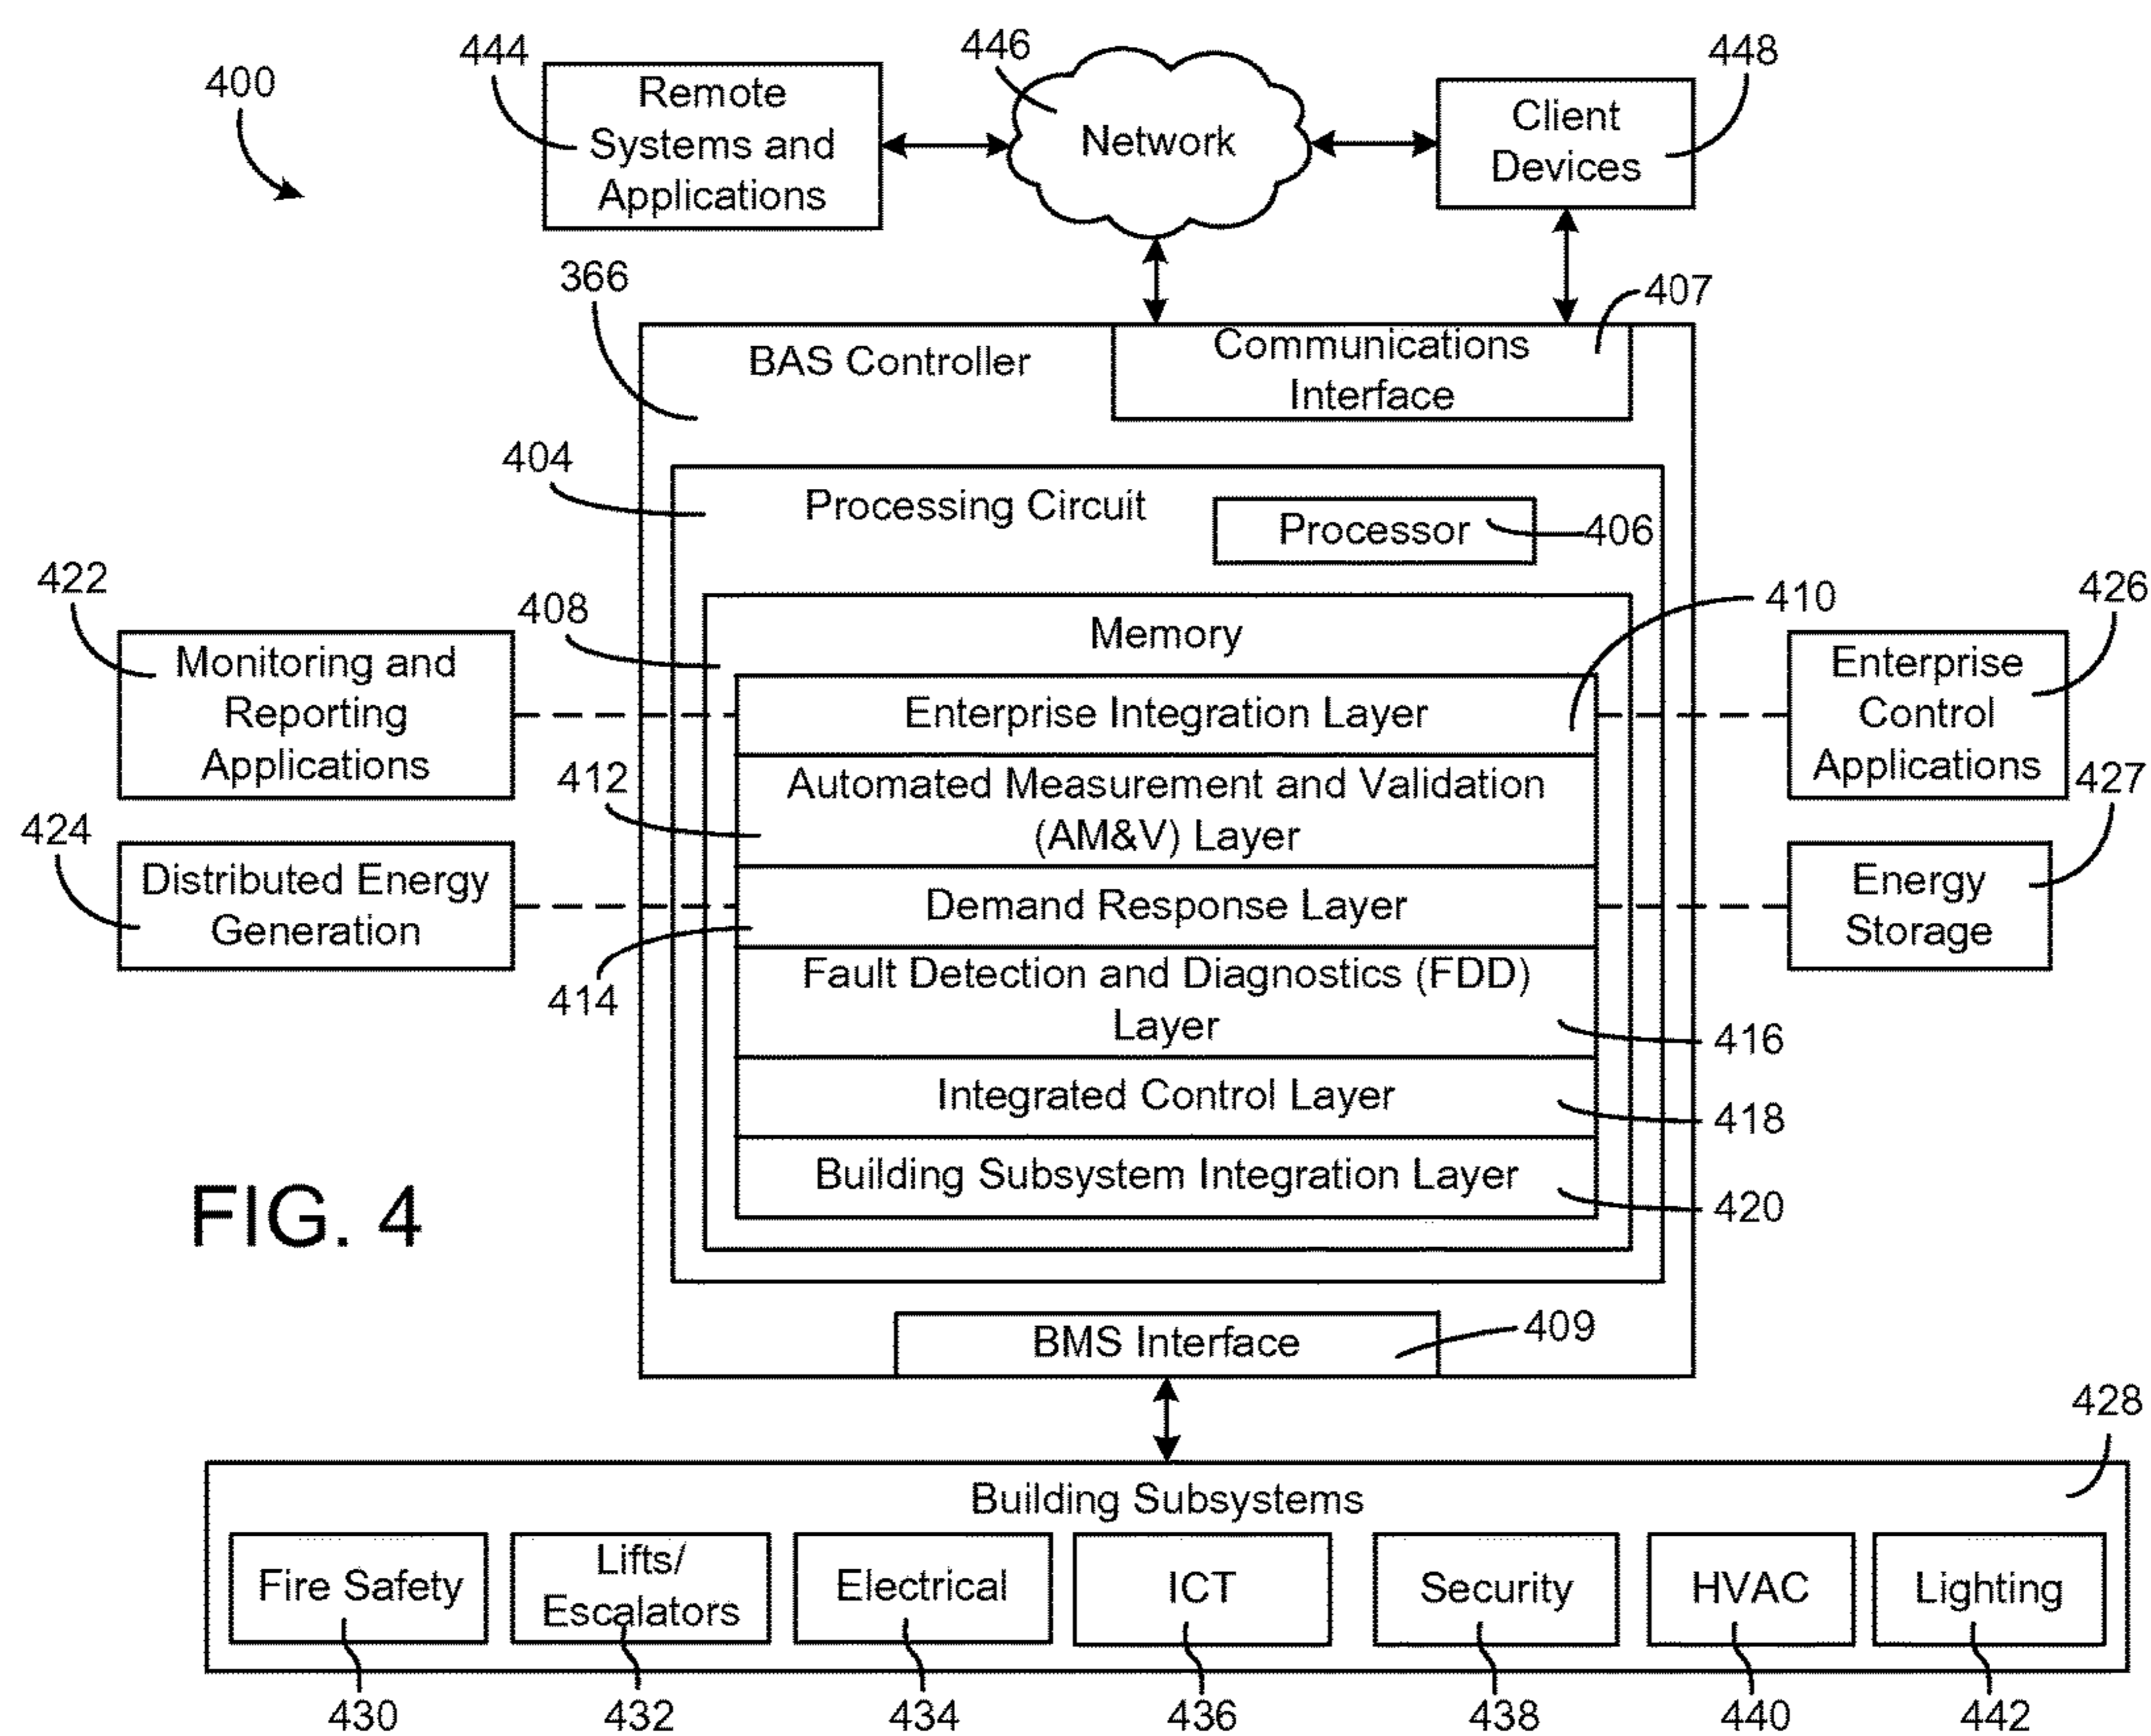 400
444
Remote
Systems and
Applications
446
Network
448
Client
Devices
366
BAS Controller
407
Communications
Interface
404
Processing Circuit
Processor
406
408
Memory
410
Enterprise Integration Layer
412
Automated Measurement and Validation
(AM&V) Layer
414
Demand Response Layer
Fault Detection and Diagnostics (FDD)
Layer
416
Integrated Control Layer
418
Building Subsystem Integration Layer
420
422
Monitoring and
Reporting
Applications
424
Distributed Energy
Generation
426
Enterprise
Control
Applications
427
Energy
Storage
FIG. 4
BMS Interface
409
428
Building Subsystems
Fire Safety
Lifts/
Escalators
Electrical
ICT
Security
HVAC
Lighting
430
432
434
436
438
440
442